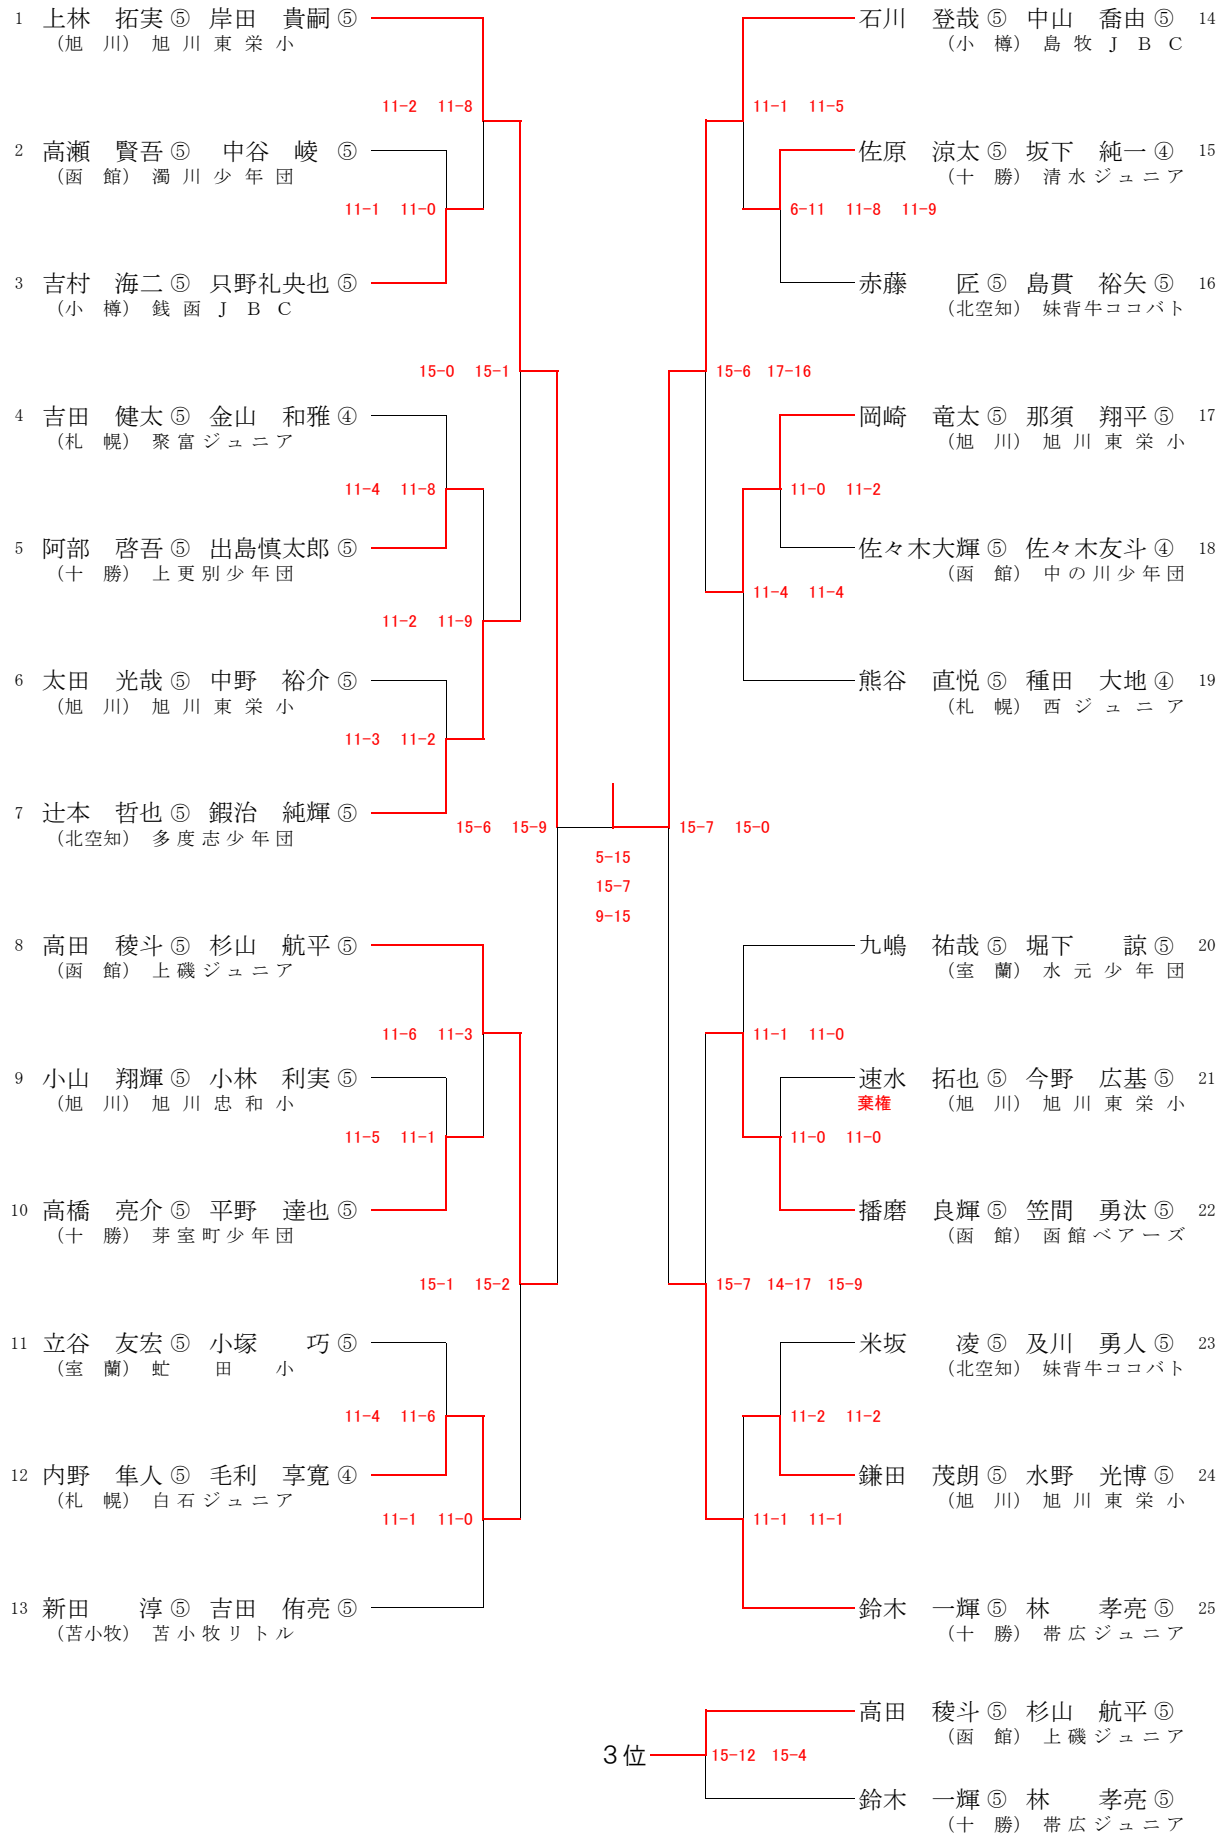 1 上林　拓実 ⑤ 岸田　貴嗣 ⑤
（旭　川） 旭 川 東 栄 小
11-2 11-8
2 高瀬　賢吾 ⑤ 中谷　崚 ⑤
（函　館） 濁 川 少 年 団
11-1 11-0
3 吉村　海二 ⑤ 只野礼央也 ⑤
（小　樽） 銭 函 Ｊ Ｂ Ｃ
15-0 15-1
4 吉田　健太 ⑤ 金山　和雅 ④
（札　幌） 聚富ジュニア
11-4 11-8
5 阿部　啓吾 ⑤ 出島慎太郎 ⑤
（十　勝） 上更別少年団
11-2 11-9
6 太田　光哉 ⑤ 中野　裕介 ⑤
（旭　川） 旭 川 東 栄 小
11-3 11-2
7 辻本　哲也 ⑤ 鍜治　純輝 ⑤
（北空知） 多度志少年団
15-6 15-9
8 高田　稜斗 ⑤ 杉山　航平 ⑤
（函　館） 上磯ジュニア
11-6 11-3
9 小山　翔輝 ⑤ 小林　利実 ⑤
（旭　川） 旭 川 忠 和 小
11-5 11-1
10 高橋　亮介 ⑤ 平野　達也 ⑤
（十　勝） 芽室町少年団
15-1 15-2
11 立谷　友宏 ⑤ 小塚　　巧 ⑤
（室　蘭） 虻　田　小
11-4 11-6
12 内野　隼人 ⑤ 毛利　享寛 ④
（札　幌） 白石ジュニア
11-1 11-0
13 新田　　淳 ⑤ 吉田　侑亮 ⑤
（苫小牧） 苫小牧リトル
5-15
15-7
9-15
石川　登哉 ⑤ 中山　喬由 ⑤ 14
（小　樽） 島 牧 Ｊ Ｂ Ｃ
11-1 11-5
佐原　涼太 ⑤ 坂下　純一 ④ 15
（十　勝） 清水ジュニア
6-11 11-8 11-9
赤藤　　匠 ⑤ 島貫　裕矢 ⑤ 16
（北空知） 妹背牛ココバト
15-6 17-16
岡崎　竜太 ⑤ 那須　翔平 ⑤ 17
（旭　川） 旭 川 東 栄 小
11-0 11-2
佐々木大輝 ⑤ 佐々木友斗 ④ 18
（函　館） 中の川少年団
11-4 11-4
熊谷　直悦 ⑤ 種田　大地 ④ 19
（札　幌） 西ジュニア
15-7 15-0
九嶋　祐哉 ⑤ 堀下　　諒 ⑤ 20
（室　蘭） 水 元 少 年 団
11-1 11-0
速水　拓也 ⑤ 今野　広基 ⑤ 21
棄権 （旭　川） 旭 川 東 栄 小
11-0 11-0
播磨　良輝 ⑤ 笠間　勇汰 ⑤ 22
（函　館） 函館ベアーズ
15-7 14-17 15-9
米坂　　凌 ⑤ 及川　勇人 ⑤ 23
（北空知） 妹背牛ココバト
11-2 11-2
鎌田　茂朗 ⑤ 水野　光博 ⑤ 24
（旭　川） 旭 川 東 栄 小
11-1 11-1
鈴木　一輝 ⑤ 林　　孝亮 ⑤ 25
（十　勝） 帯広ジュニア
高田　稜斗 ⑤ 杉山　航平 ⑤
（函　館） 上磯ジュニア
３位 15-12 15-4
鈴木　一輝 ⑤ 林　　孝亮 ⑤
（十　勝） 帯広ジュニア